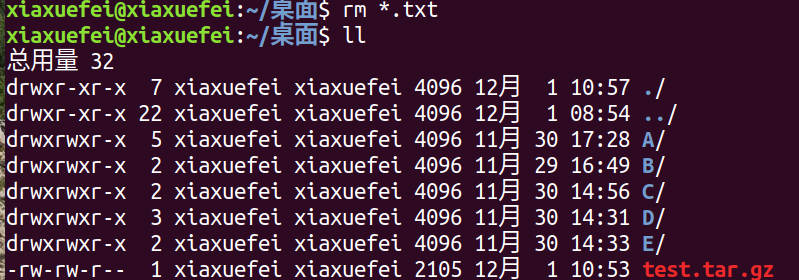 xiaxuefei@xiaxuefei:~/桌面$ rm *.txt
xiaxuefei@xiaxuefei:~/桌面$ ll
总用量 32
drwxr-xr-x  7 xiaxuefei xiaxuefei 4096 12月  1 10:57 ./
drwxr-xr-x 22 xiaxuefei xiaxuefei 4096 12月  1 08:54 ../
drwxrwxr-x  5 xiaxuefei xiaxuefei 4096 11月 30 17:28 A/
drwxrwxr-x  2 xiaxuefei xiaxuefei 4096 11月 29 16:49 B/
drwxrwxr-x  2 xiaxuefei xiaxuefei 4096 11月 30 14:56 C/
drwxrwxr-x  3 xiaxuefei xiaxuefei 4096 11月 30 14:31 D/
drwxrwxr-x  2 xiaxuefei xiaxuefei 4096 11月 30 14:33 E/
-rw-rw-r--  1 xiaxuefei xiaxuefei 2105 12月  1 10:53 test.tar.gz